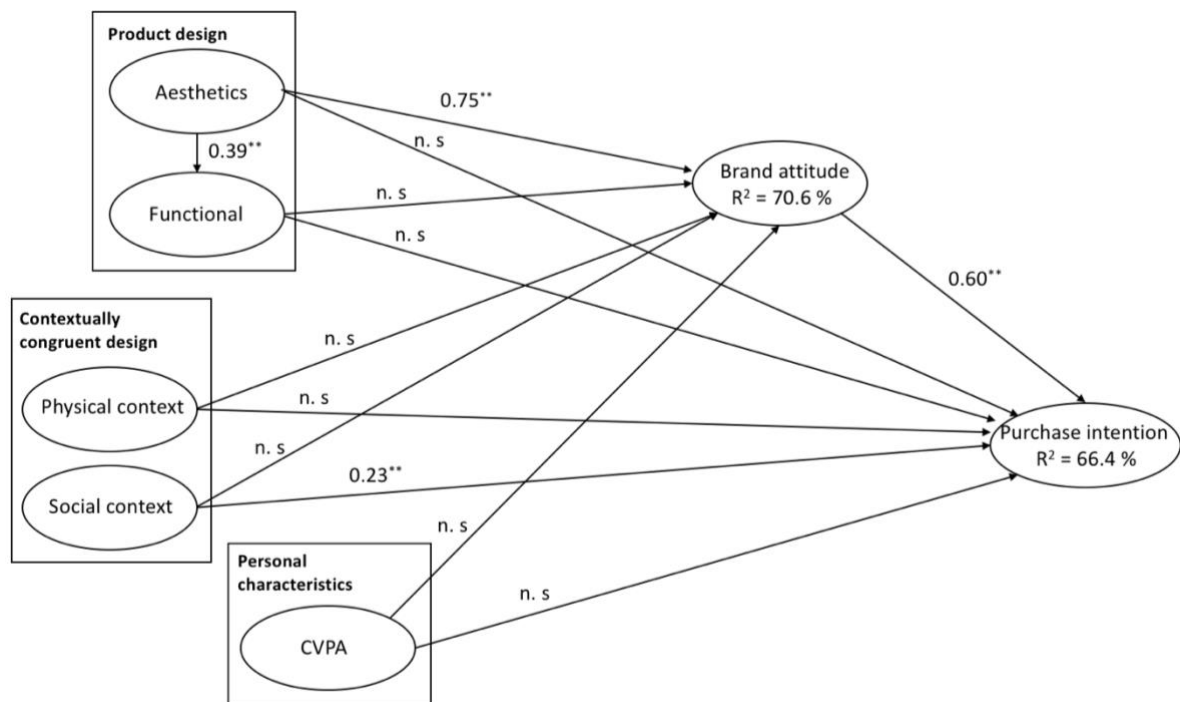 Product design
Aesthetics
0.75**
n. s
0.39**
Brand attitude
R² = 70.6 %
n. s
Functional
n. s
0.60**
Contextually
congruent design
n. s
Physical context
n. s
Purchase intention
R² = 66.4 %
n. s
0.23**
Social context
n. s
Personal
characteristics
n. s
CVPA